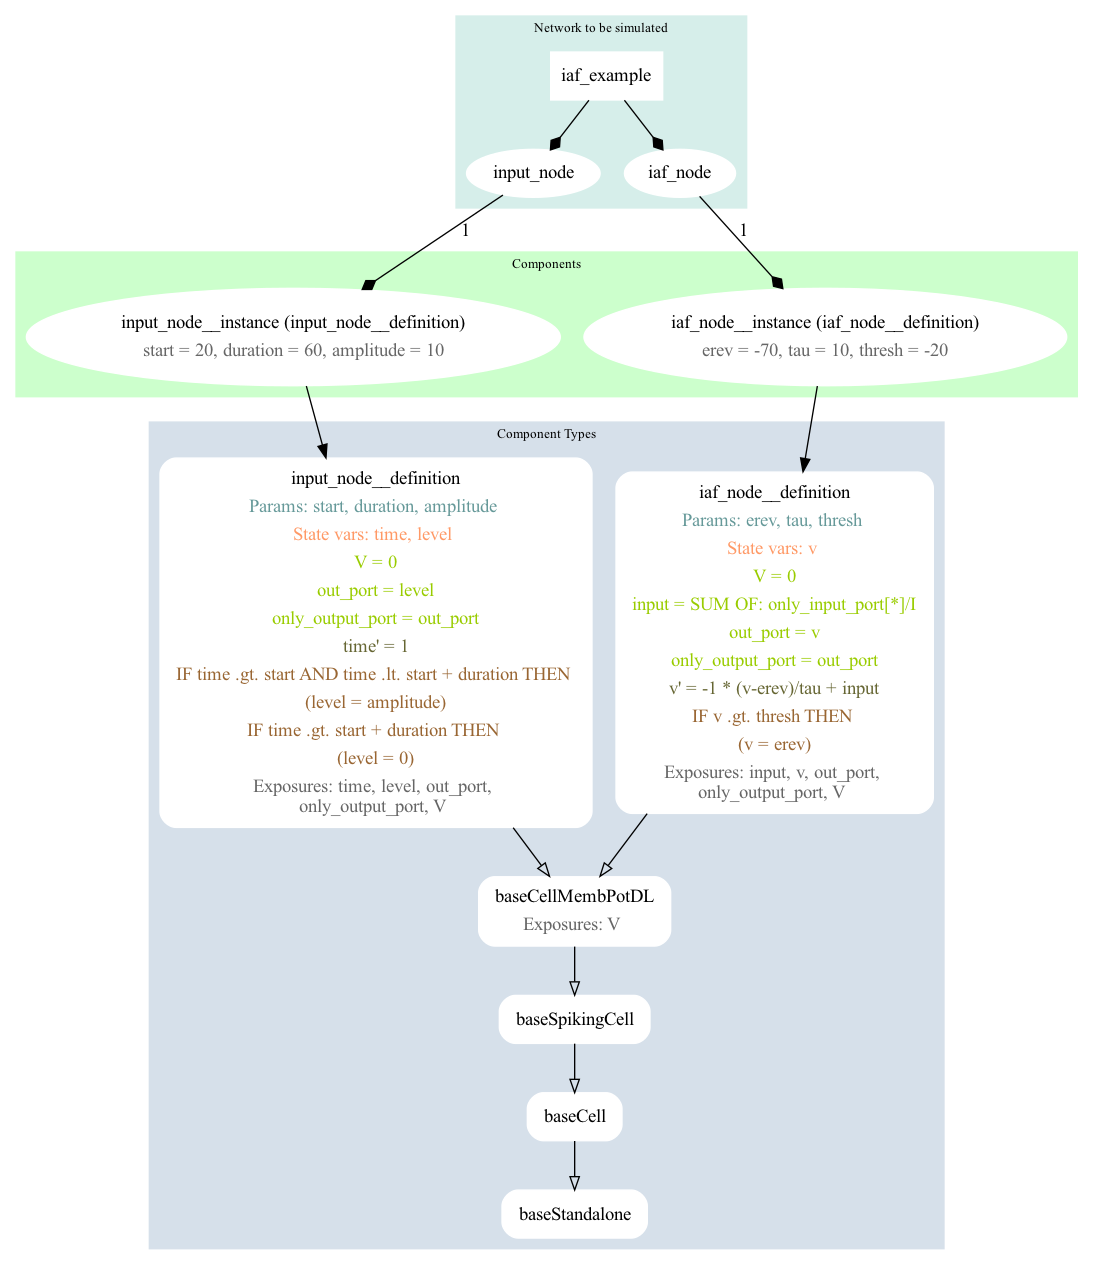 Network to be simulated
iaf_example
input_node
iaf_node
1
1
Components
input_node__instance (input_node__definition)
start = 20, duration = 60, amplitude = 10
iaf_node__instance (iaf_node__definition)
erev = -70, tau = 10, thresh = -20
Component Types
input_node__definition
Params: start, duration, amplitude
State vars: time, level
V = 0
out_port = level
only_output_port = out_port
time' = 1
IF time .gt. start AND time .lt. start + duration THEN
(level = amplitude)
IF time .gt. start + duration THEN
(level = 0)
Exposures: time, level, out_port,
only_output_port, V
iaf_node__definition
Params: erev, tau, thresh
State vars: v
V = 0
input = SUM OF: only_input_port[*]/I
out_port = v
only_output_port = out_port
v' = -1 * (v-erev)/tau + input
IF v .gt. thresh THEN
(v = erev)
Exposures: input, v, out_port,
only_output_port, V
baseCellMembPotDL
Exposures: V
baseSpikingCell
baseCell
baseStandalone